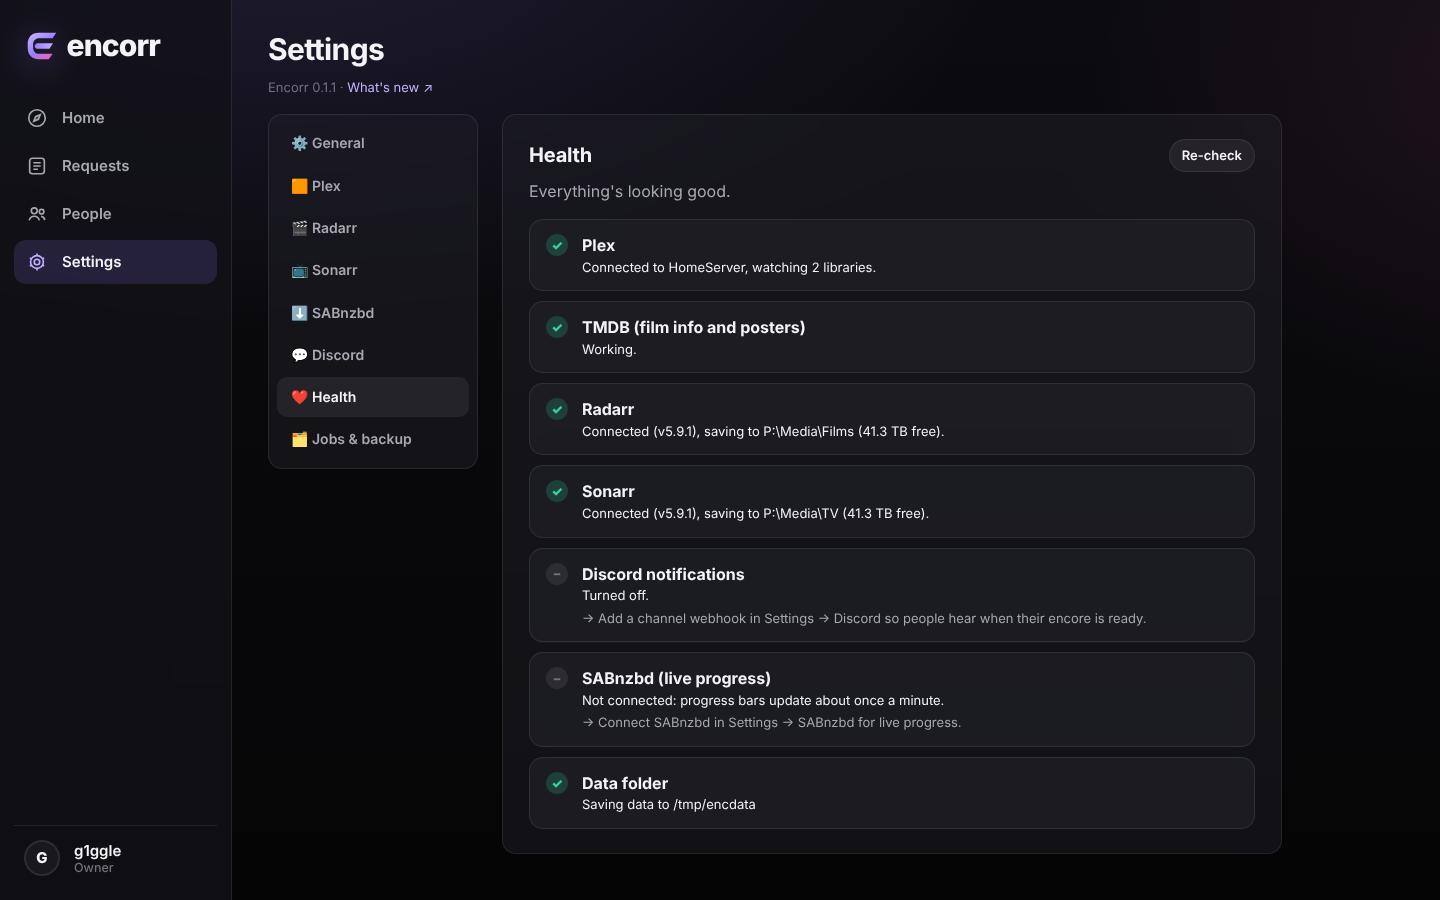 encorr
Home
Requests
People
Settings
g1ggle
Owner
G
Settings
Encorr 0.1.1 · What's new ↗
General
Plex
Radarr
Sonarr
SABnzbd
Discord
Health
Jobs & backup
Health
Re-check
Everything's looking good.
Plex
Connected to HomeServer, watching 2 libraries.
TMDB (film info and posters)
Working.
Radarr
Connected (v5.9.1), saving to P:\Media\Films (41.3 TB free).
Sonarr
Connected (v5.9.1), saving to P:\Media\TV (41.3 TB free).
Discord notifications
Turned off.
→ Add a channel webhook in Settings → Discord so people hear when their encore is ready.
SABnzbd (live progress)
Not connected: progress bars update about once a minute.
→ Connect SABnzbd in Settings → SABnzbd for live progress.
Data folder
Saving data to /tmp/encdata